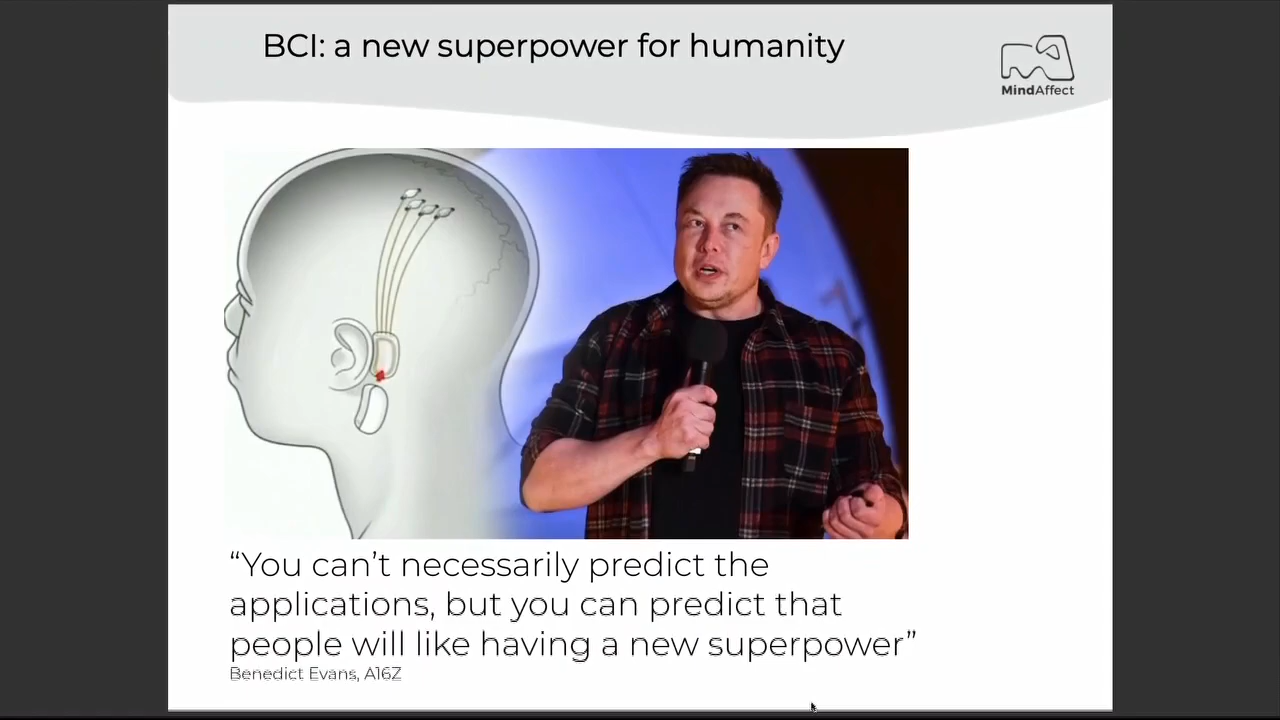 BCI: a new superpower for humanity
MindAffect
“You can’t necessarily predict the
applications, but you can predict that
people will like having a new superpower”
Benedict Evans, A16Z